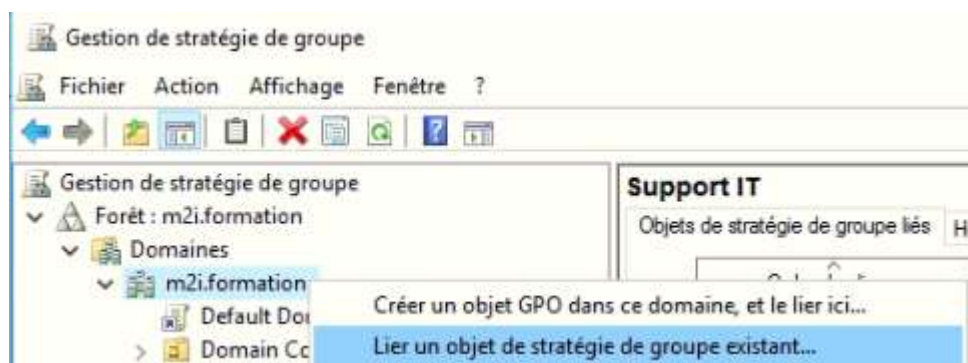 Gestion de stratégie de groupe
Fichier Action Affichage Fenêtre ?
Gestion de stratégie de groupe
Support IT
Forêt : m2i.formation
Objets de stratégie de groupe liés
Domaines
m2i.formation
Créer un objet GPO dans ce domaine, et le lier ici...
Default
Lier un objet de stratégie de groupe existant...
Domain